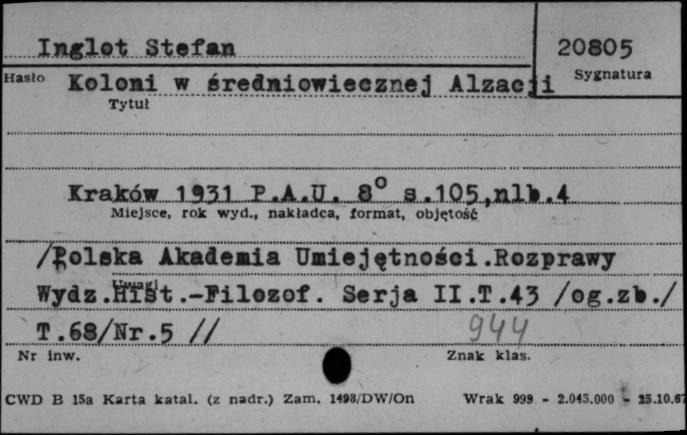 Inglot Stefan
20805
Hasło
Koloni w średniowiecznej Alzacji
Sygnatura
Tytuł
Kraków 1931 P.A.U. 8° s.105,nlb.4
Miejsce, rok wyd., nakładca, format, objętość
/Polska Akademia Umiejętności.Rozprawy
Uwagi
Wydz.Hist.-Filozof. Serja II.T.43 /og.zb./
T.68/Nr.5 //
944
Nr inw.
Znak klas.
CWD B 15a Karta katal. (z nadr.) Zam. 1498/DW/On
Wrak 999 - 2.045.000 - 25.10.67